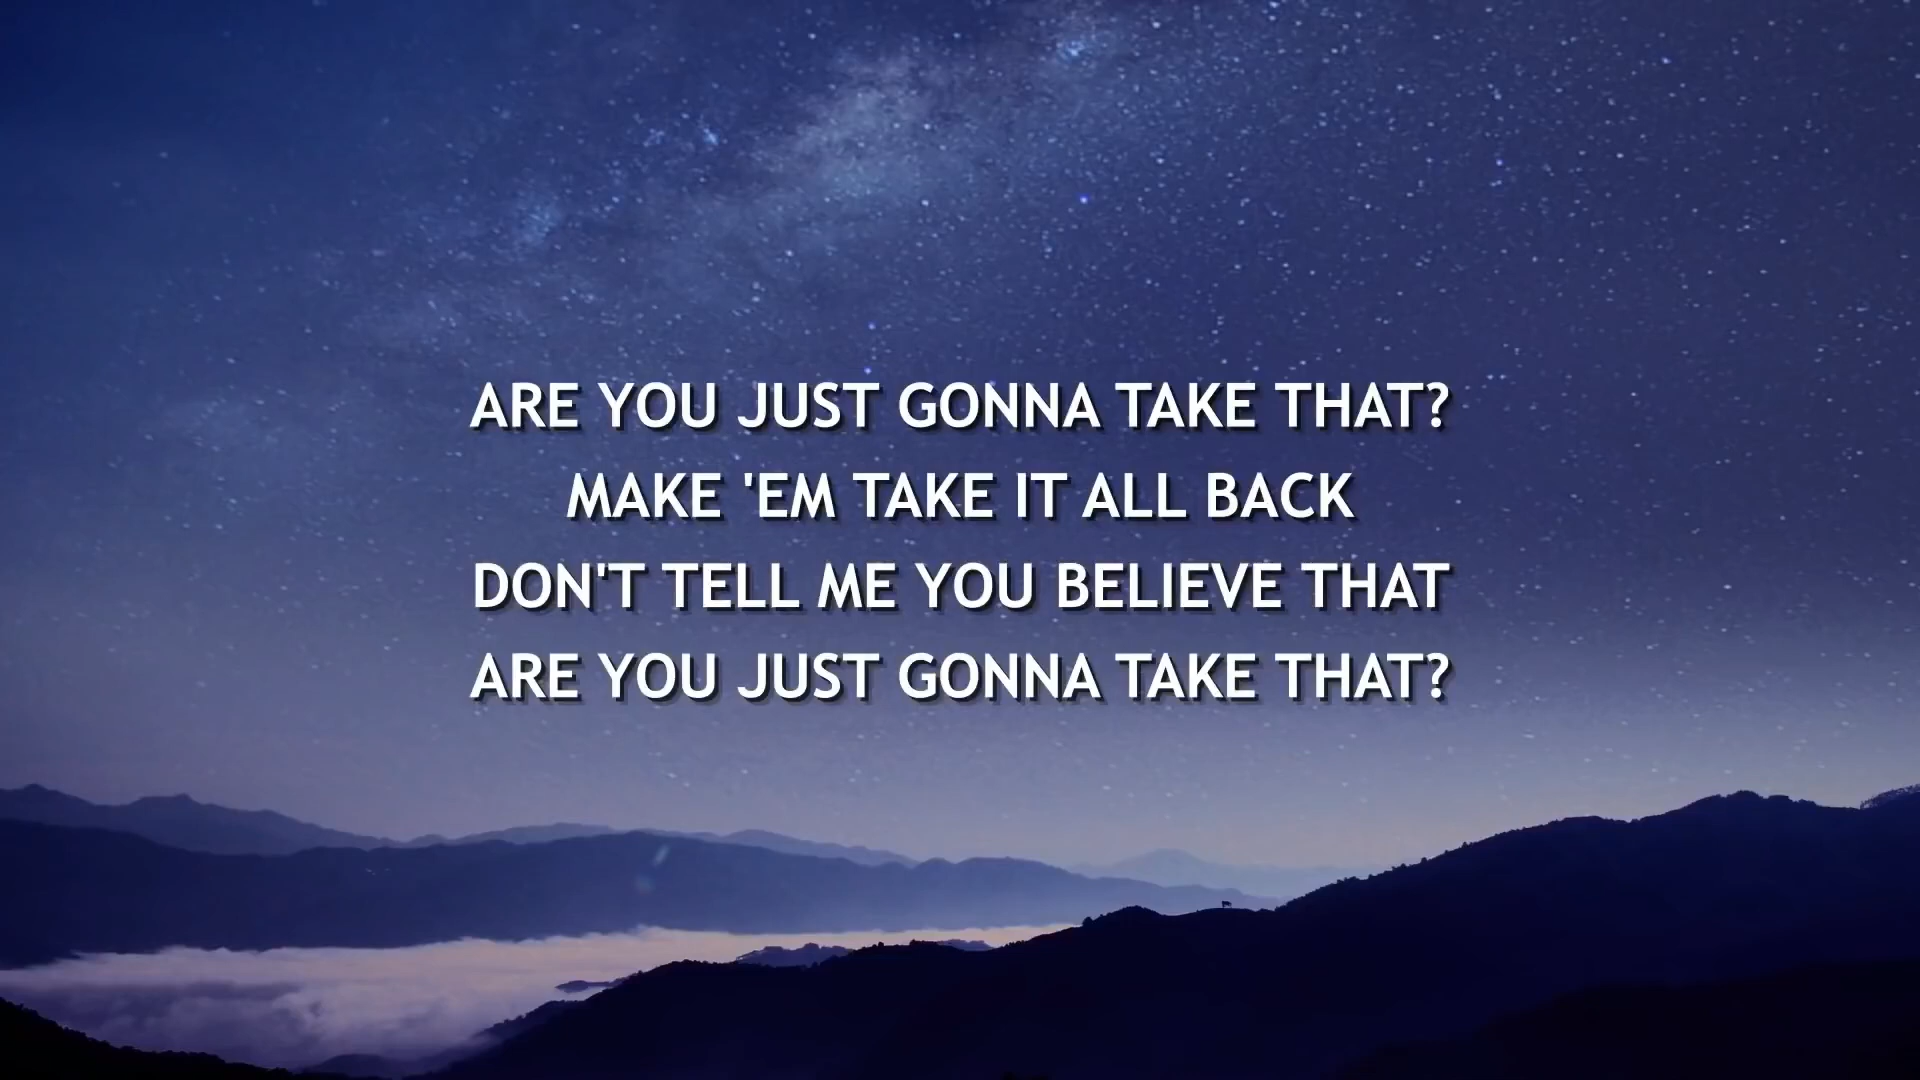 ARE YOU JUST GONNA TAKE THAT?
MAKE 'EM TAKE IT ALL BACK
DON'T TELL ME YOU BELIEVE THAT
ARE YOU JUST GONNA TAKE THAT?